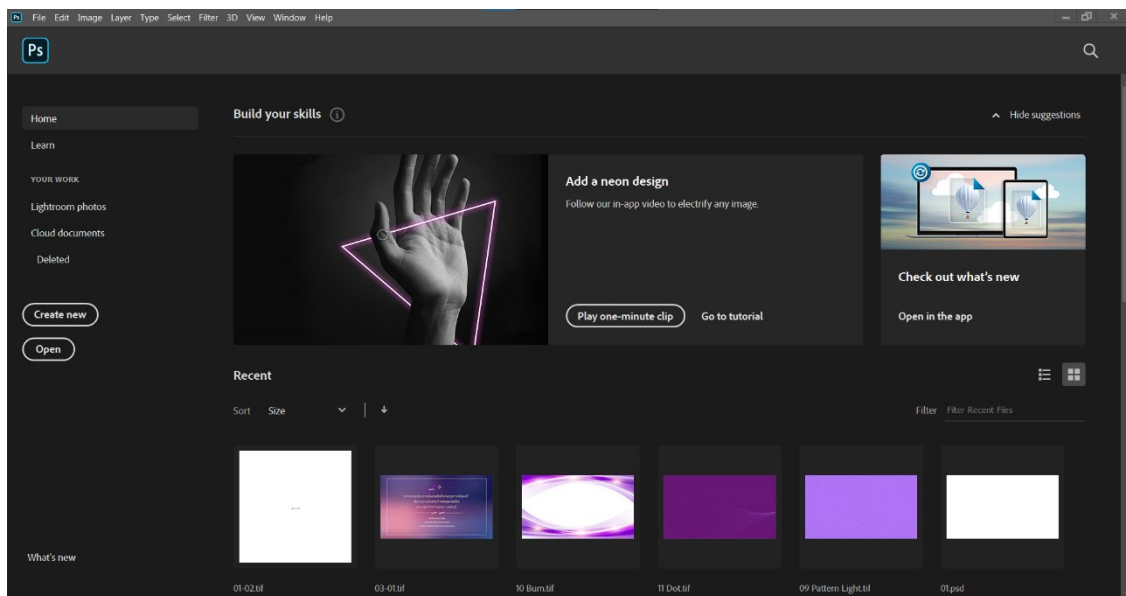 Ps File Edit Image Layer Type Select Filter 3D View Window Help
Ps
Home
Learn
YOUR WORK
Lightroom photos
Cloud documents
Deleted
Create new
Open
What's new
Build your skills
Hide suggestions
Add a neon design
Follow our in-app video to electrify any image.
Play one-minute clip Go to tutorial
Check out what's new
Open in the app
Recent
Sort Size
Filter Filter Recent Files
01-02.tif 03-01.tif 10 Burn.tif 11 Dot.tif 09 Pattern Light.tif 01.psd